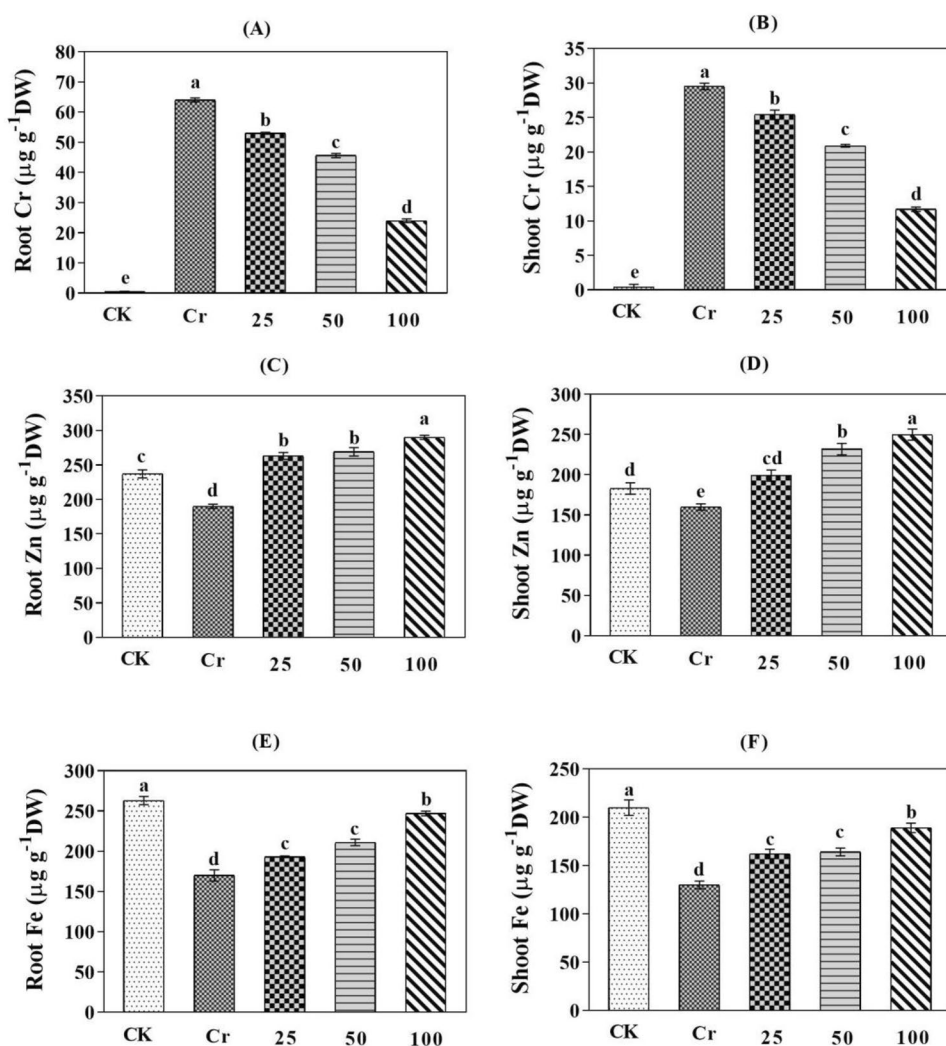 (A)
Root Cr (µg g⁻¹DW)
80
70
60
50
40
30
20
10
0
e
a
b
c
d
CK Cr 25 50 100
(B)
Shoot Cr (µg g⁻¹DW)
35
30
25
20
15
10
5
0
e
a
b
c
d
CK Cr 25 50 100
(C)
Root Zn (µg g⁻¹DW)
350
300
250
200
150
100
50
0
c
d
b
b
a
CK Cr 25 50 100
(D)
Shoot Zn (µg g⁻¹DW)
300
250
200
150
100
50
0
d
e
cd
b
a
CK Cr 25 50 100
(E)
Root Fe (µg g⁻¹DW)
300
250
200
150
100
50
0
a
d
c
c
b
CK Cr 25 50 100
(F)
Shoot Fe (µg g⁻¹DW)
250
200
150
100
50
0
a
d
c
c
b
CK Cr 25 50 100